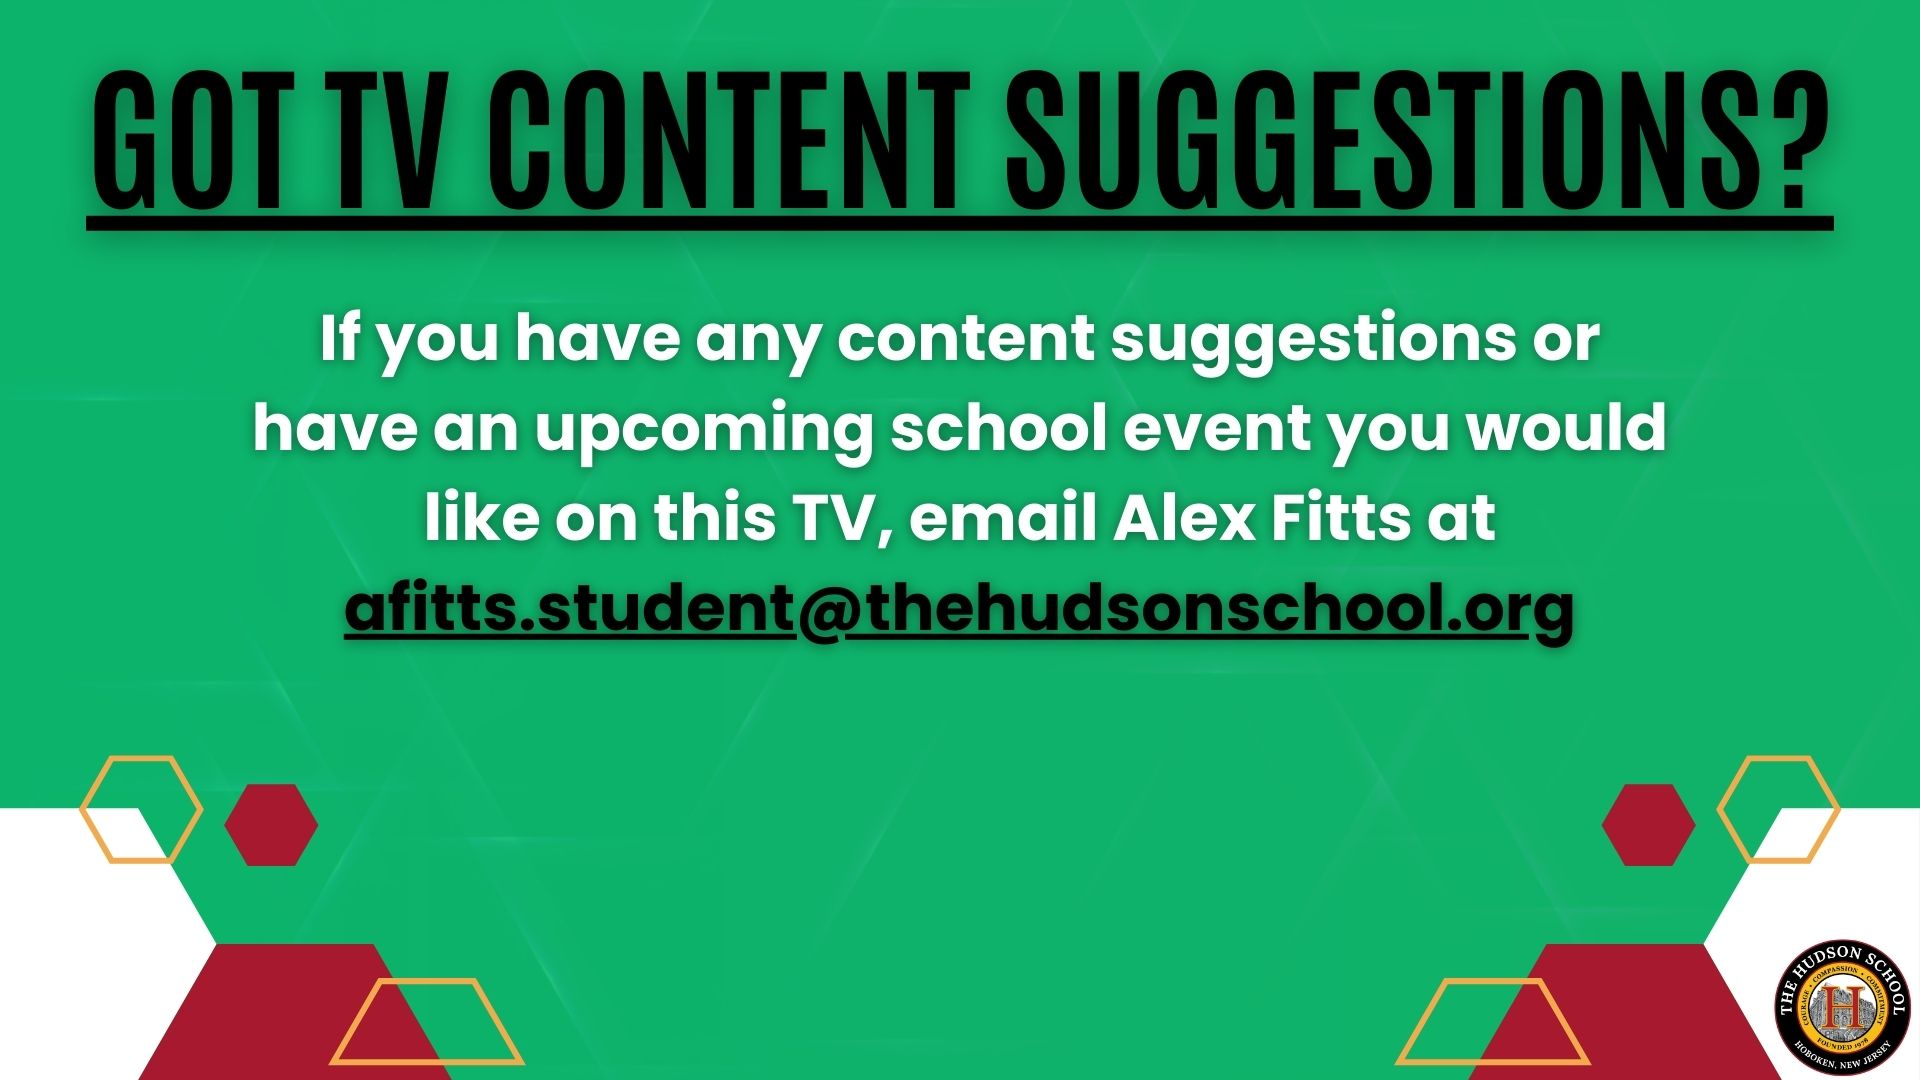 GOT TV CONTENT SUGGESTIONS?
If you have any content suggestions or
have an upcoming school event you would
like on this TV, email Alex Fitts at
afitts.student@thehudsonschool.org
THE HUDSON SCHOOL
COURAGE • COMPASSION • COMMITMENT
H
FOUNDED 1978
HOBOKEN, NEW JERSEY